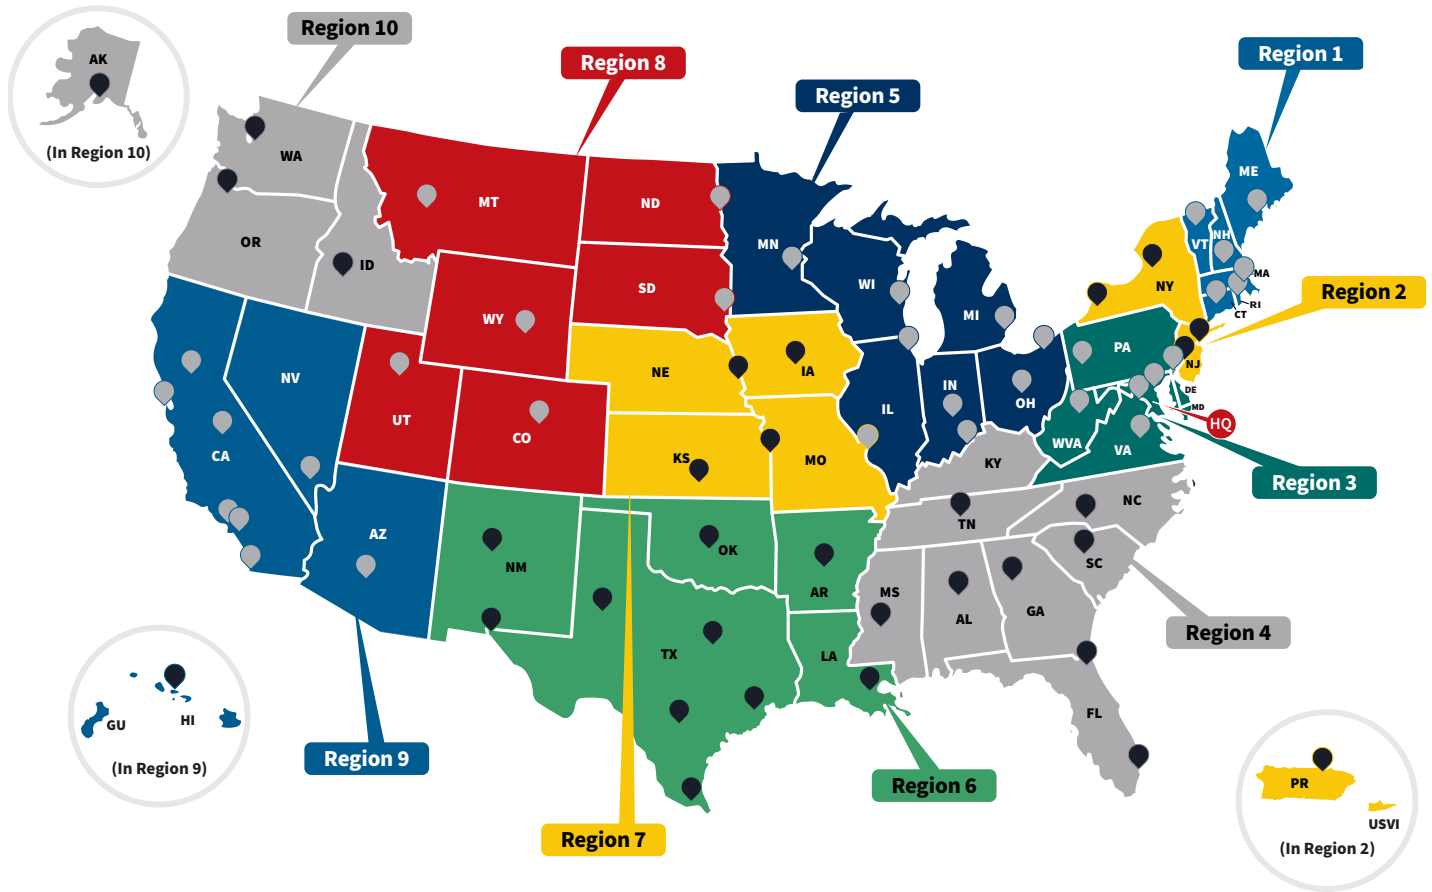 Region 10
AK
(In Region 10)
Region 8
Region 5
Region 1
WA
OR
ID
MT
ND
MN
ME
VT
NH
MA
RI
CT
NY
Region 2
WY
SD
WI
MI
PA
NJ
DE
MD
HQ
NV
UT
CO
NE
IA
IL
IN
OH
WVA
VA
Region 3
CA
KS
MO
KY
NC
TN
SC
AZ
NM
OK
AR
MS
AL
GA
Region 4
TX
LA
FL
GU
HI
(In Region 9)
Region 9
Region 6
Region 7
PR
USVI
(In Region 2)